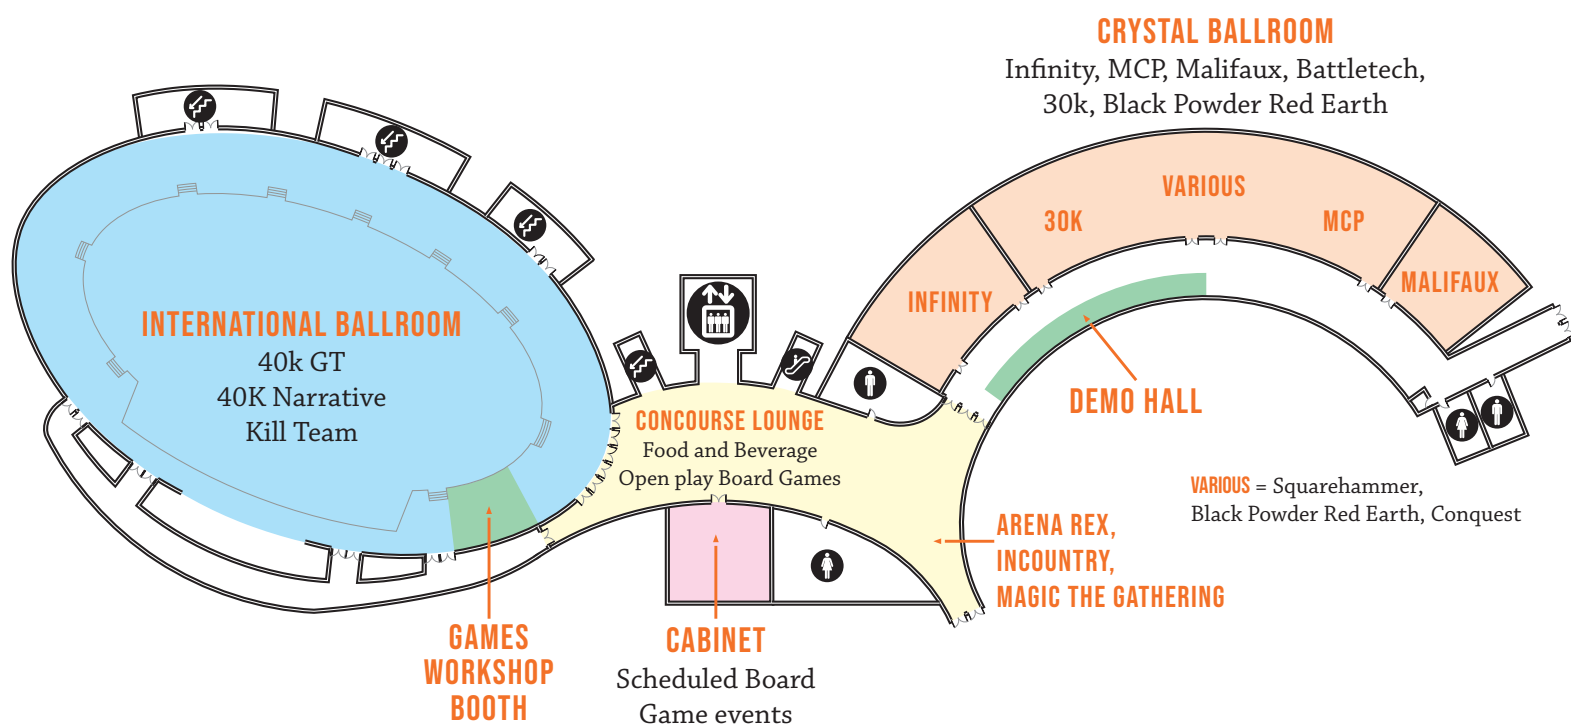 CRYSTAL BALLROOM
Infinity, MCP, Malifaux, Battletech,
30k, Black Powder Red Earth
VARIOUS
30K
MCP
INFINITY
MALIFAUX
INTERNATIONAL BALLROOM
40k GT
40K Narrative
Kill Team
DEMO HALL
CONCOURSE LOUNGE
Food and Beverage
Open play Board Games
VARIOUS = Squarehammer,
Black Powder Red Earth, Conquest
ARENA REX,
INCOUNTRY,
MAGIC THE GATHERING
GAMES
WORKSHOP
BOOTH
CABINET
Scheduled Board
Game events